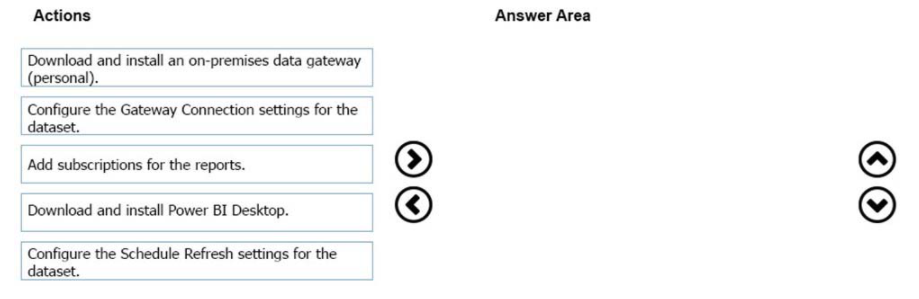 Actions
Answer Area
Download and install an on-premises data gateway
(personal).
Configure the Gateway Connection settings for the
dataset.
Add subscriptions for the reports.
Download and install Power BI Desktop.
Configure the Schedule Refresh settings for the
dataset.